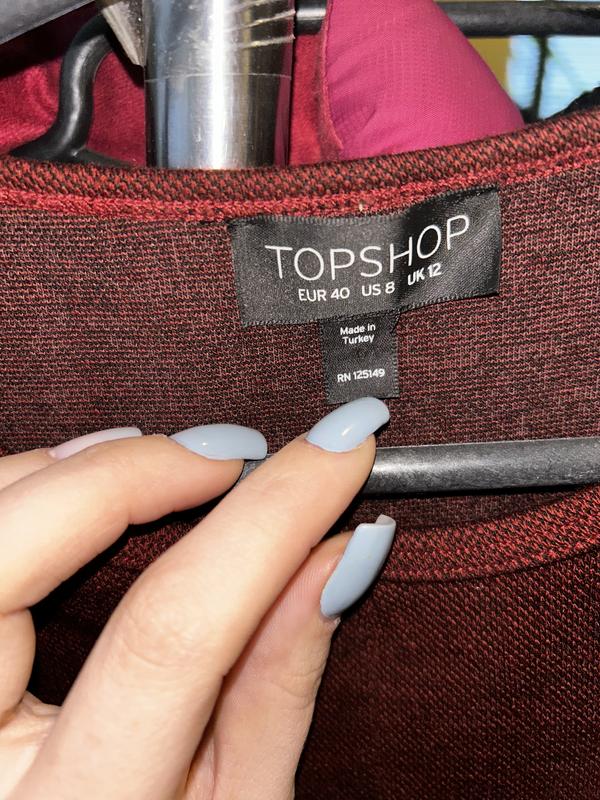 TOPSHOP
EUR 40 US 8 UK 12
Made in
Turkey
RN 125149